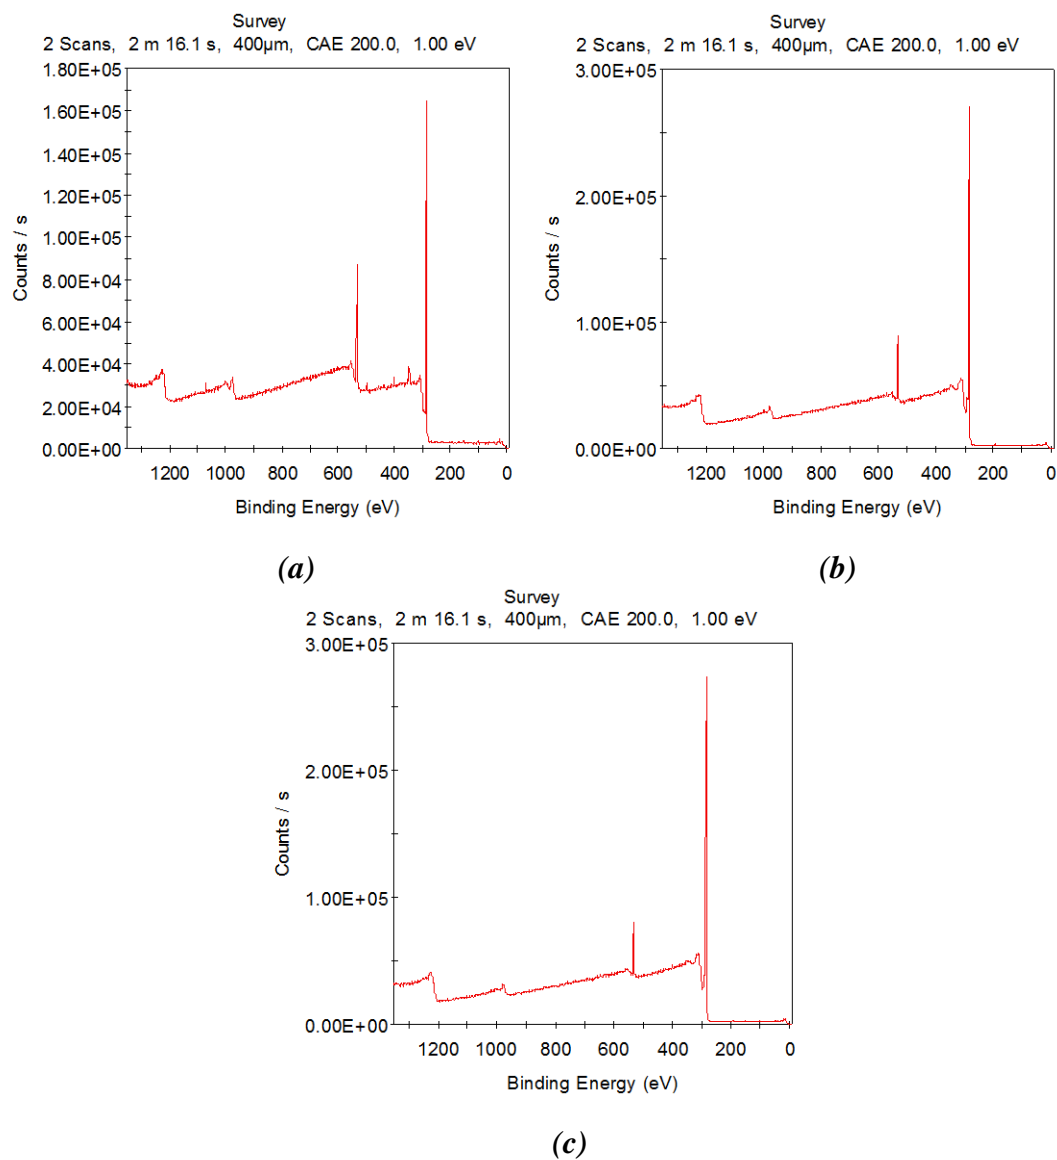 Survey
2 Scans, 2 m 16.1 s, 400µm, CAE 200.0, 1.00 eV
1.80E+05
1.60E+05
1.40E+05
1.20E+05
1.00E+05
8.00E+04
6.00E+04
4.00E+04
2.00E+04
0.00E+00
Counts / s
1200 1000 800 600 400 200 0
Binding Energy (eV)
(a)
Survey
2 Scans, 2 m 16.1 s, 400µm, CAE 200.0, 1.00 eV
3.00E+05
2.00E+05
1.00E+05
0.00E+00
Counts / s
1200 1000 800 600 400 200 0
Binding Energy (eV)
(b)
Survey
2 Scans, 2 m 16.1 s, 400µm, CAE 200.0, 1.00 eV
3.00E+05
2.00E+05
1.00E+05
0.00E+00
Counts / s
1200 1000 800 600 400 200 0
Binding Energy (eV)
(c)